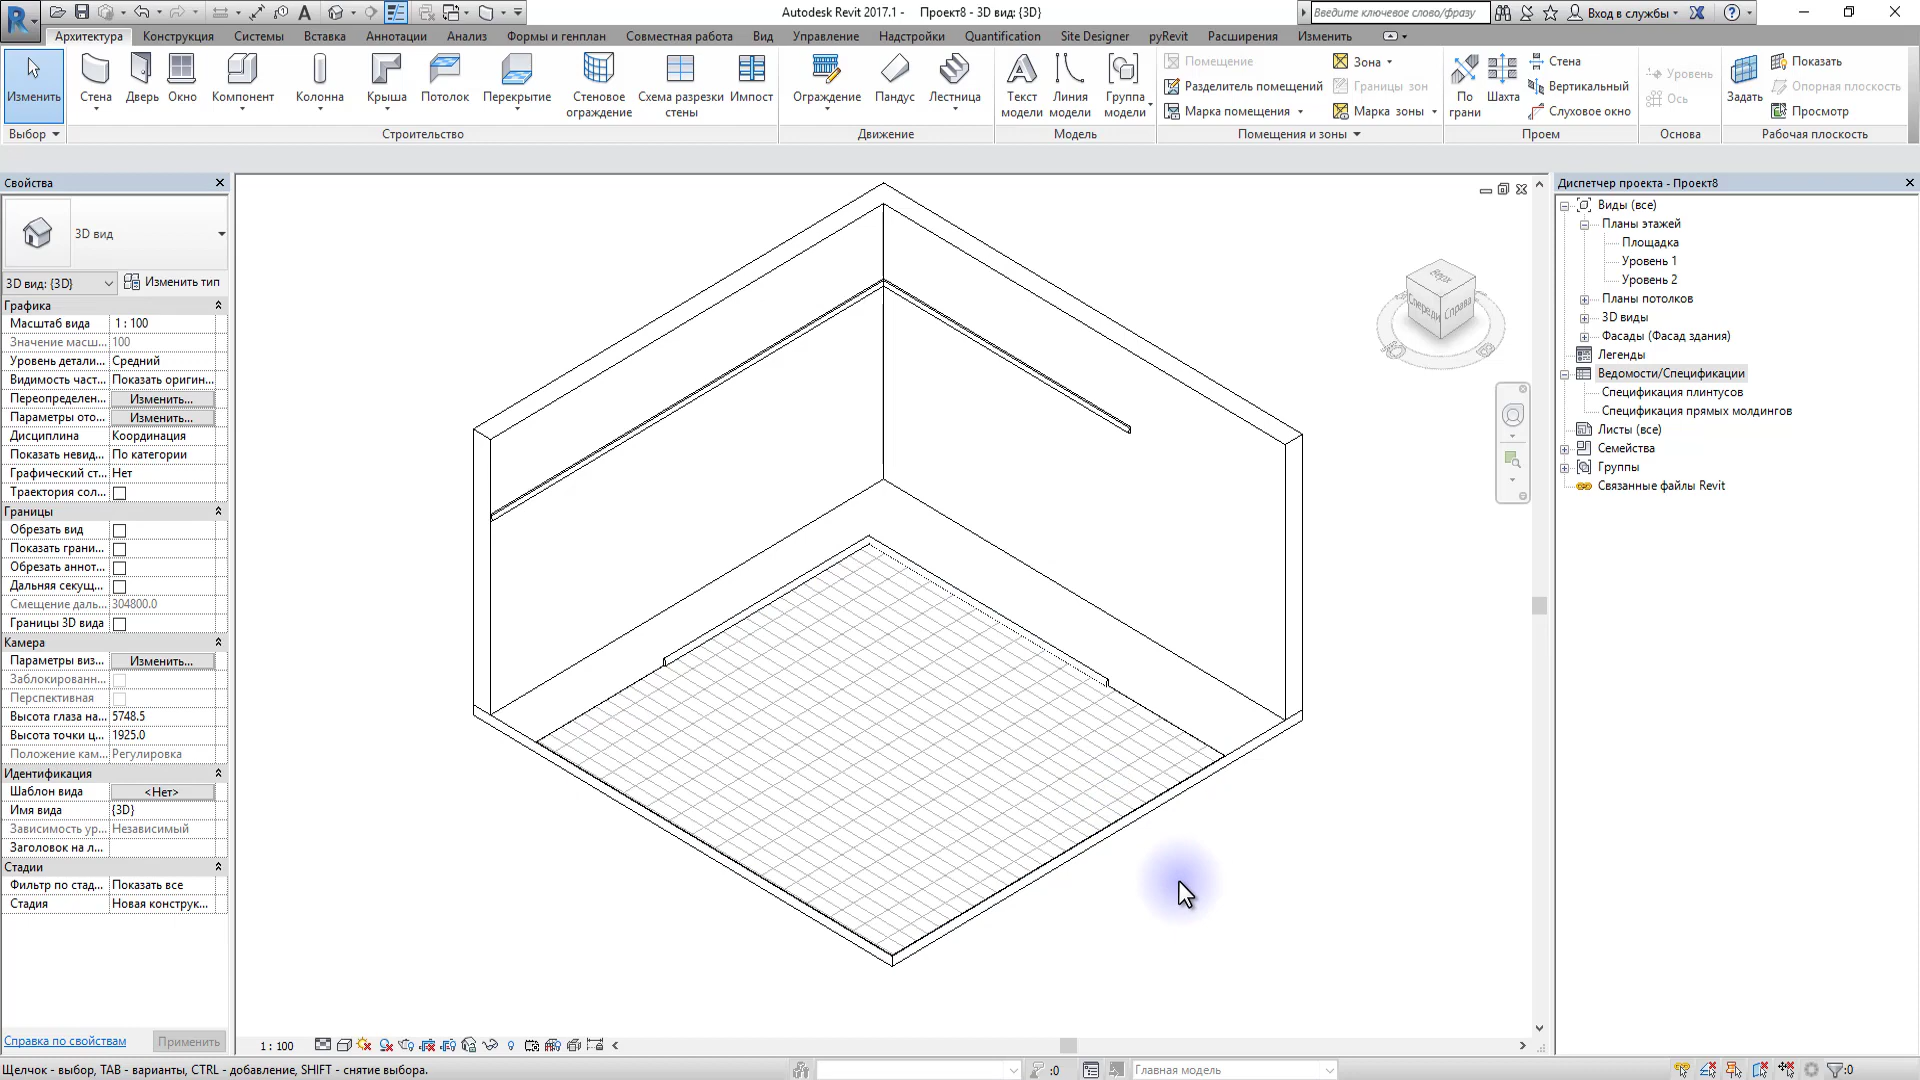 Autodesk Revit 2017.1 - Проект8 - 3D вид: {3D}
Введите ключевое слово/фразу
Вход в службы
Архитектура Конструкция Системы Вставка Аннотации Анализ Формы и генплан Совместная работа Вид Управление Надстройки Quantification Site Designer pyRevit Расширения Изменить
Изменить
Стена
Дверь
Окно
Компонент
Колонна
Крыша
Потолок
Перекрытие
Стеновое
ограждение
Схема разрезки
стены
Импост
Ограждение
Пандус
Лестница
Текст
модели
Линия
модели
Группа
модели
Помещение
Разделитель помещений
Марка помещения
Зона
Границы зон
Марка зоны
По
грани
Шахта
Стена
Вертикальный
Слуховое окно
Уровень
Ось
Задать
Показать
Опорная плоскость
Просмотр
Выбор
Строительство
Движение
Модель
Помещения и зоны
Проем
Основа
Рабочая плоскость
Свойства
3D вид
3D вид: {3D}
Изменить тип
Графика
Масштаб вида 1 : 100
Значение масш... 100
Уровень детали... Средний
Видимость част... Показать оригин...
Переопределен... Изменить...
Параметры ото... Изменить...
Дисциплина Координация
Показать невид... По категории
Графический ст... Нет
Траектория сол...
Границы
Обрезать вид
Показать грани...
Обрезать аннот...
Дальняя секущ...
Смещение даль... 304800.0
Границы 3D вида
Камера
Параметры виз... Изменить...
Заблокированн...
Перспективная
Высота глаза на... 5748.5
Высота точки ц... 1925.0
Положение кам... Регулировка
Идентификация
Шаблон вида <Нет>
Имя вида {3D}
Зависимость ур... Независимый
Заголовок на л...
Стадии
Фильтр по стад... Показать все
Стадия Новая конструк...
Справка по свойствам
Применить
Верх
Спереди
Справа
Диспетчер проекта - Проект8
Виды (все)
Планы этажей
Площадка
Уровень 1
Уровень 2
Планы потолков
3D виды
Фасады (Фасад здания)
Легенды
Ведомости/Спецификации
Спецификация плинтусов
Спецификация прямых молдингов
Листы (все)
Семейства
Группы
Связанные файлы Revit
1 : 100
Щелчок - выбор, TAB - варианты, CTRL - добавление, SHIFT - снятие выбора.
:0
Главная модель
:0